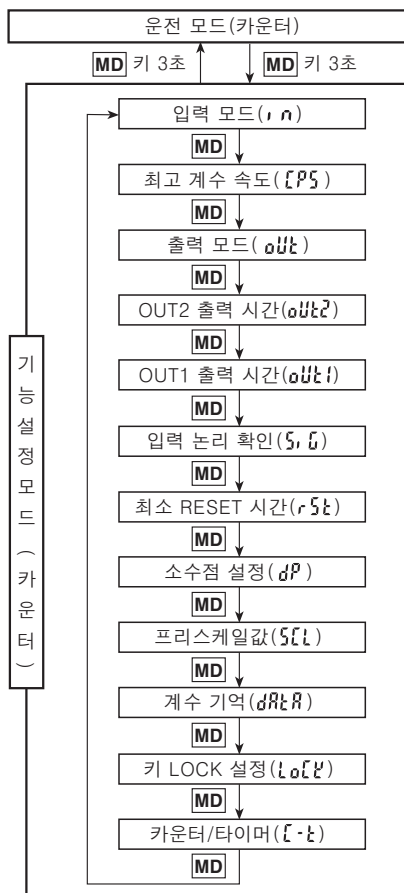 운전 모드(카운터)
MD 키 3초
MD 키 3초
입력 모드(in)
MD
최고 계수 속도(CPS)
MD
출력 모드(oUt)
MD
OUT2 출력 시간(oUt2)
MD
OUT1 출력 시간(oUt1)
MD
입력 논리 확인(SiG)
MD
최소 RESET 시간(rSt)
MD
소수점 설정(dP)
MD
프리스케일값(SCL)
MD
계수 기억(dAtA)
MD
키 LOCK 설정(LoCK)
MD
카운터/타이머(C-t)
MD
기능설정모드(카운터)